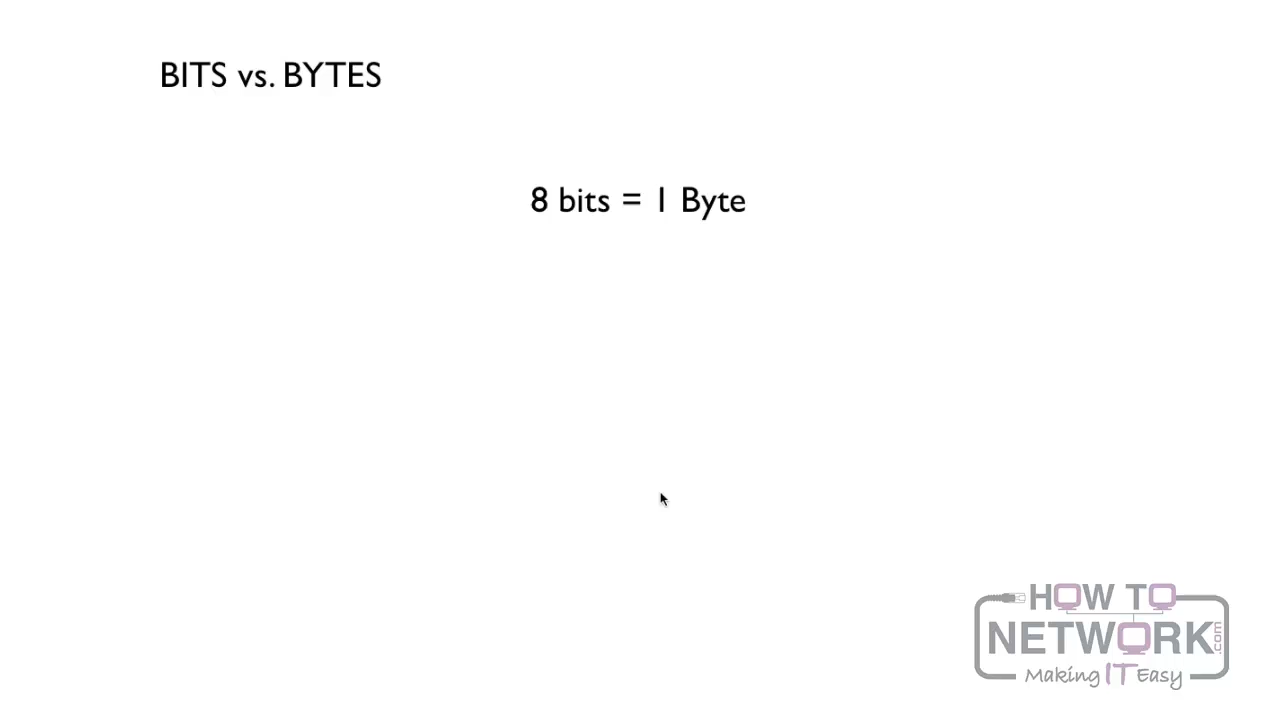 BITS vs. BYTES
8 bits = 1 Byte
HOW TO
NETWORK.com
Making IT Easy